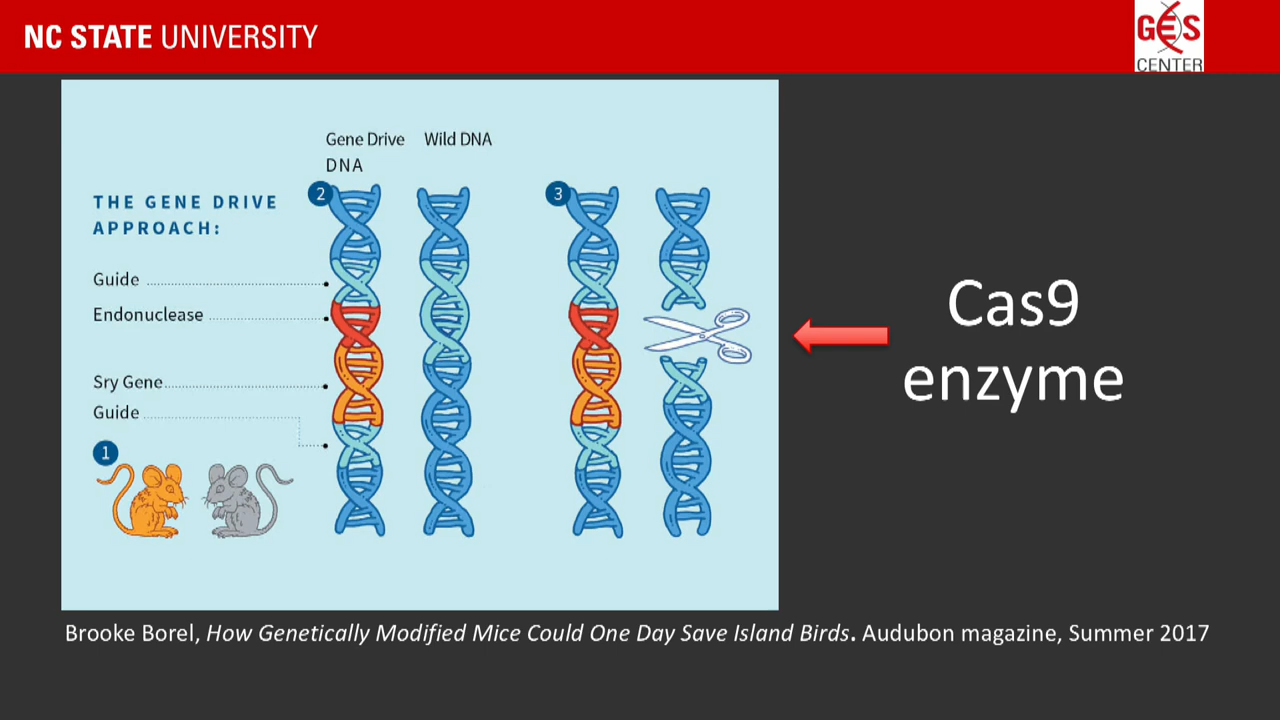 NC STATE UNIVERSITY
GES
CENTER
Gene Drive Wild DNA
DNA
2
3
THE GENE DRIVE
APPROACH:
Guide
Endonuclease
Sry Gene
Guide
1
Cas9
enzyme
Brooke Borel, How Genetically Modified Mice Could One Day Save Island Birds. Audubon magazine, Summer 2017